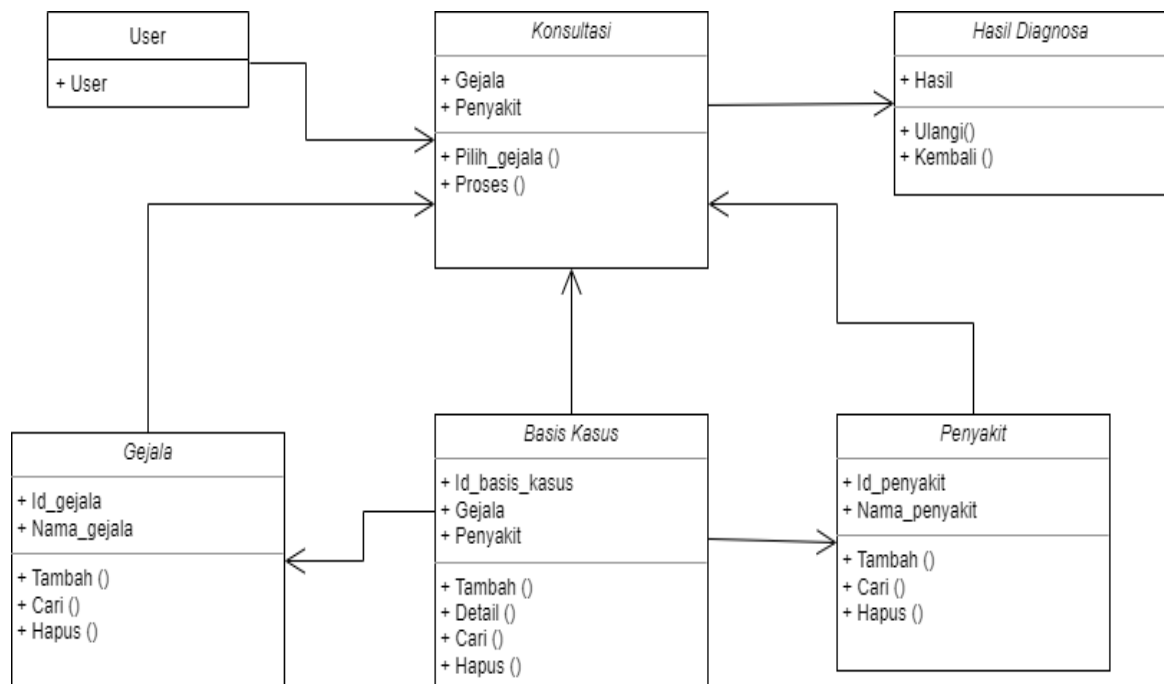 User
+ User
Konsultasi
+ Gejala
+ Penyakit
+ Pilih_gejala ()
+ Proses ()
Hasil Diagnosa
+ Hasil
+ Ulangi()
+ Kembali ()
Gejala
+ Id_gejala
+ Nama_gejala
+ Tambah ()
+ Cari ()
+ Hapus ()
Basis Kasus
+ Id_basis_kasus
+ Gejala
+ Penyakit
+ Tambah ()
+ Detail ()
+ Cari ()
+ Hapus ()
Penyakit
+ Id_penyakit
+ Nama_penyakit
+ Tambah ()
+ Cari ()
+ Hapus ()